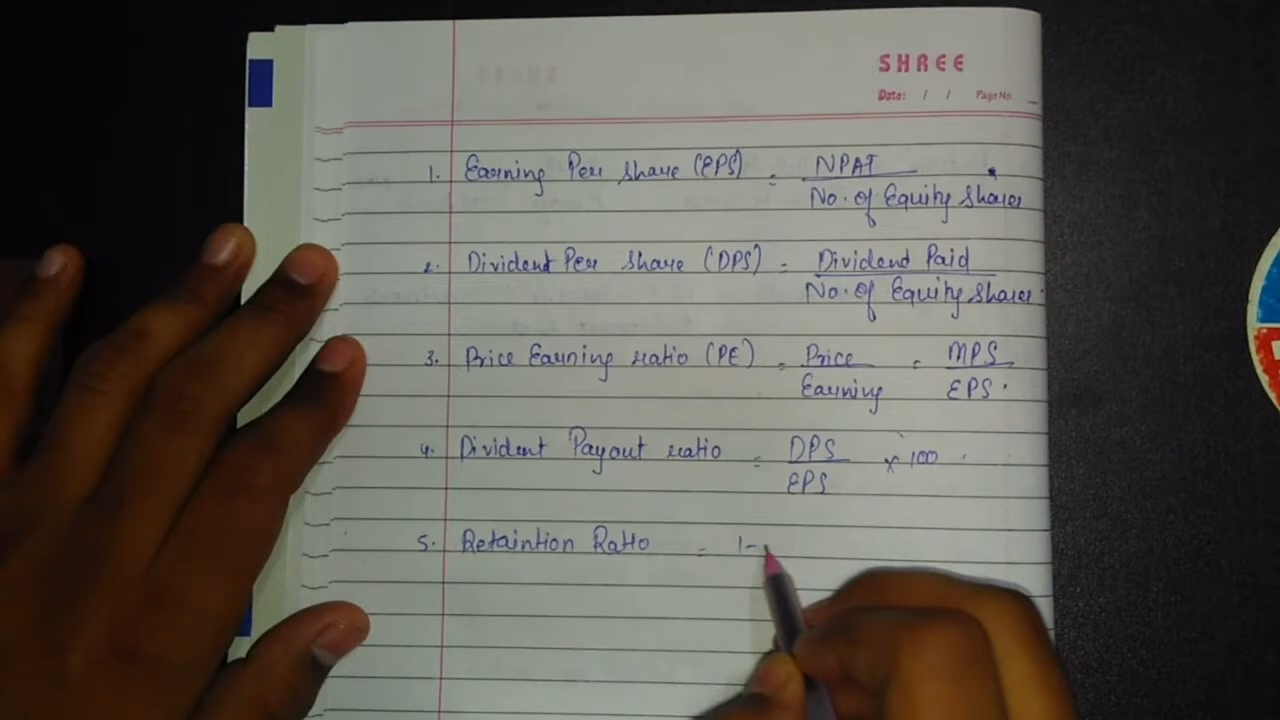 SHREE
Date: / / Page No.
1. Earning Per Share (EPS) = NPAT / No. of Equity Shares
2. Divident Per Share (DPS) = Dividend Paid / No. of Equity Shares.
3. Price Earning ratio (PE) = Price / Earning = MPS / EPS.
4. Divident Payout ratio = DPS / EPS × 100.
5. Retaintion Ratio = 1-